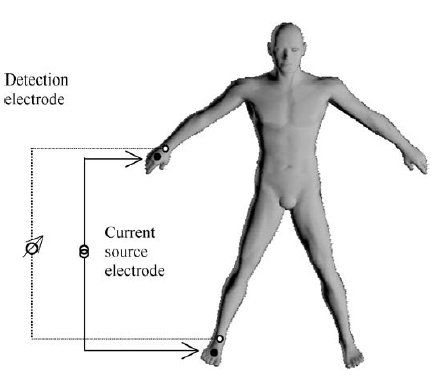 Detection
electrode
Current
source
electrode